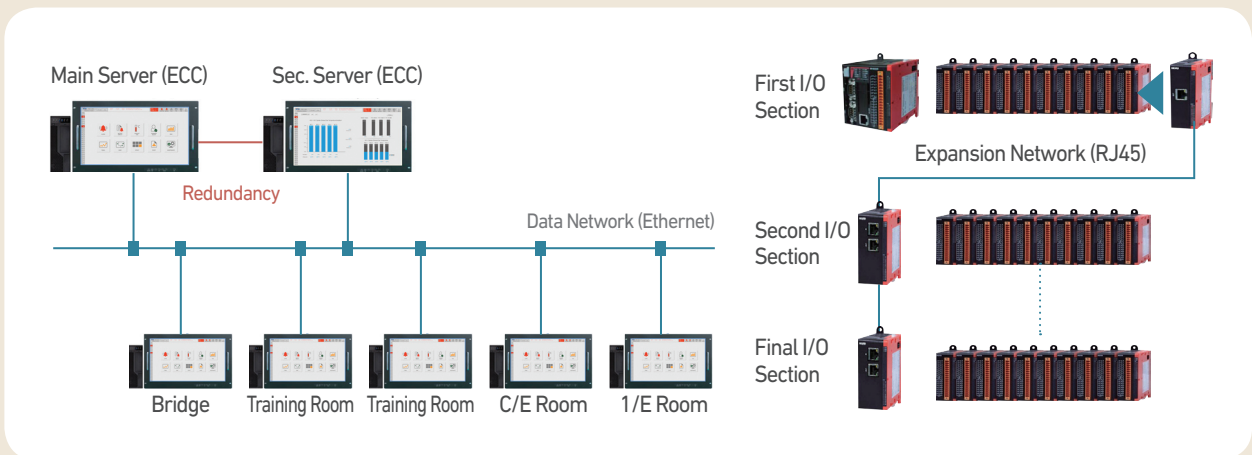 Main Server (ECC)
Sec. Server (ECC)
Redundancy
Data Network (Ethernet)
Bridge
Training Room
Training Room
C/E Room
1/E Room
First I/O
Section
Expansion Network (RJ45)
Second I/O
Section
Final I/O
Section